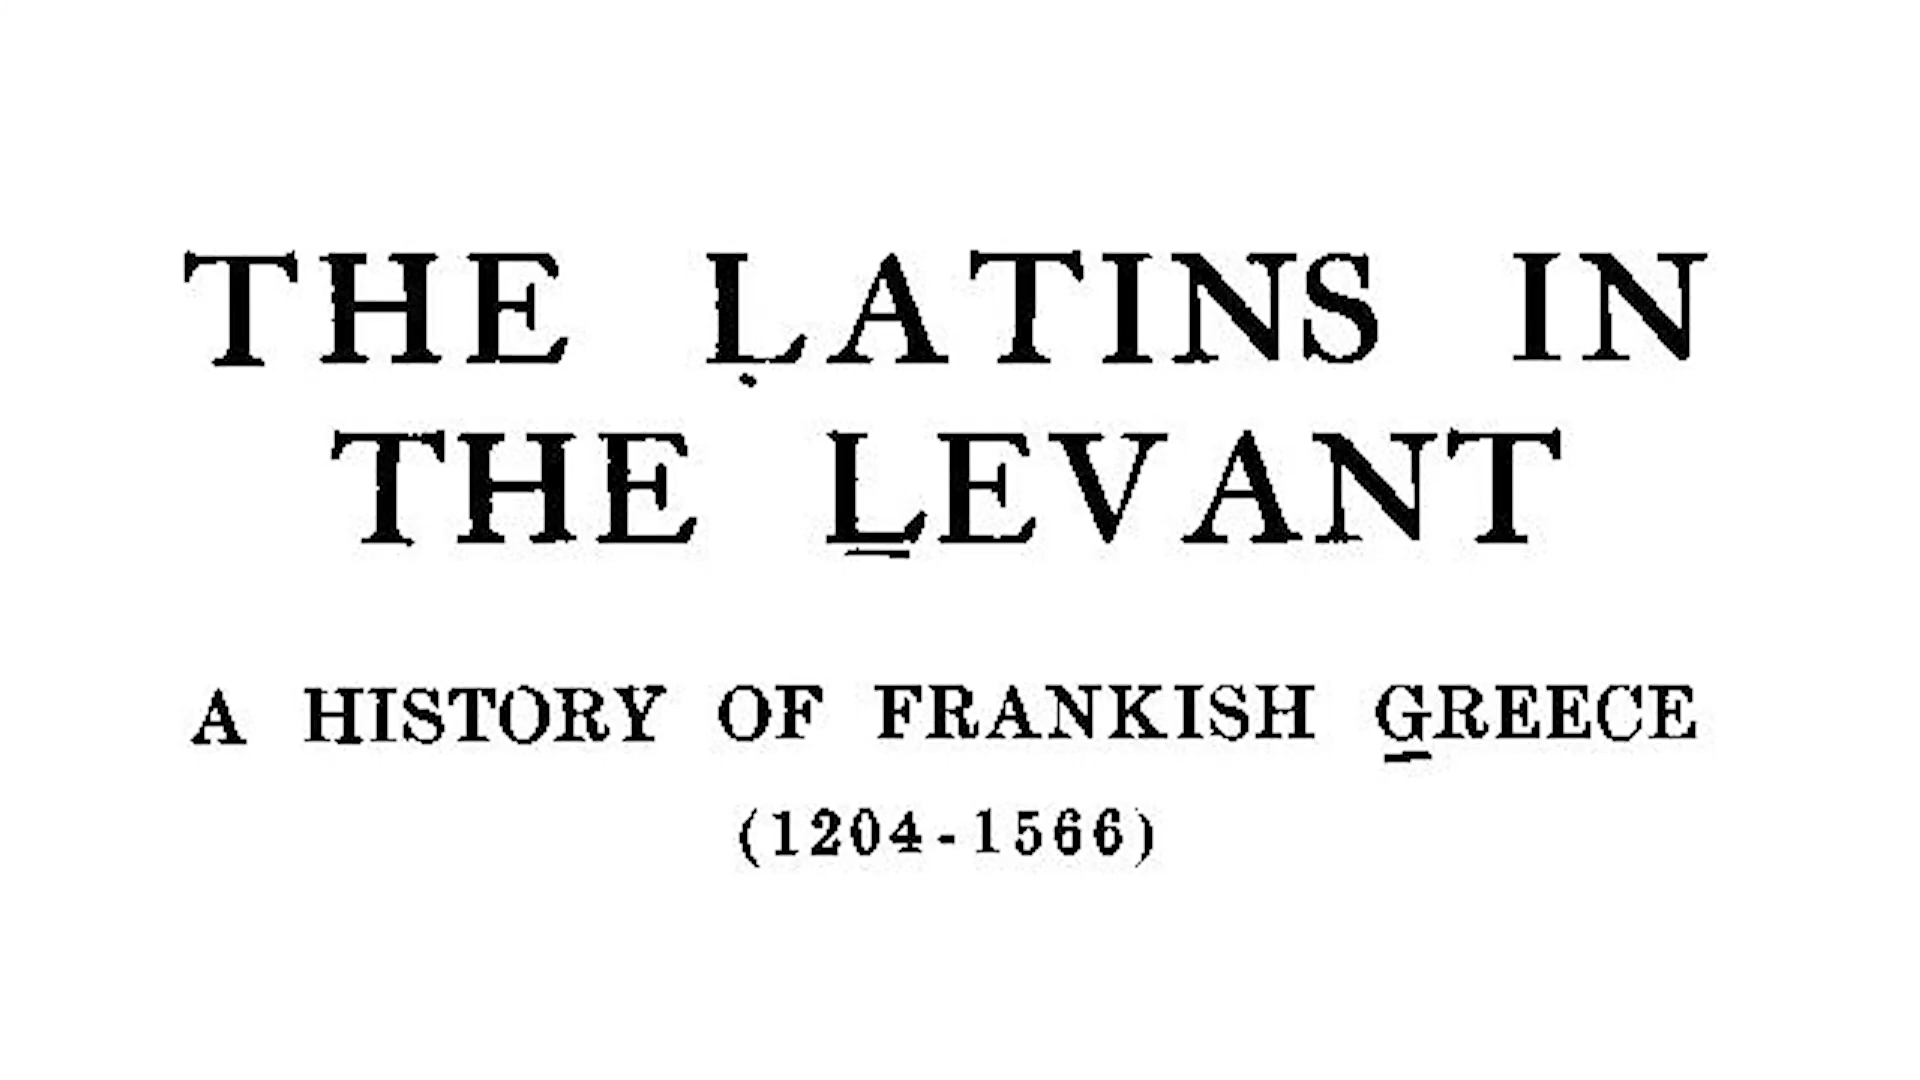 THE LATINS IN
THE LEVANT
A HISTORY OF FRANKISH GREECE
(1204-1566)